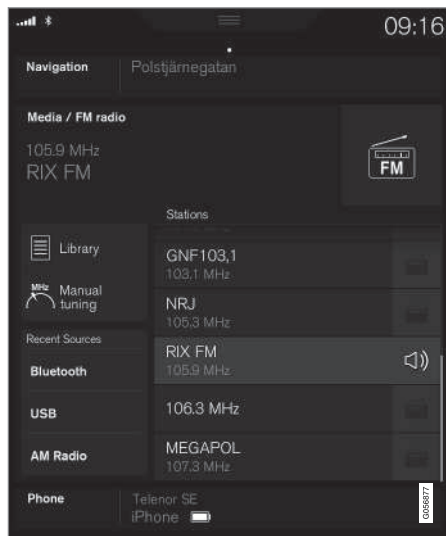 09:16
Navigation
Polstjärnegatan
Media / FM radio
105.9 MHz
RIX FM
FM
Stations
Library
MHz
Manual
tuning
GNF103,1
103.1 MHz
NRJ
105.3 MHz
RIX FM
105.9 MHz
106.3 MHz
MEGAPOL
107.3 MHz
Recent Sources
Bluetooth
USB
AM Radio
Phone
Telenor SE
iPhone
G056877